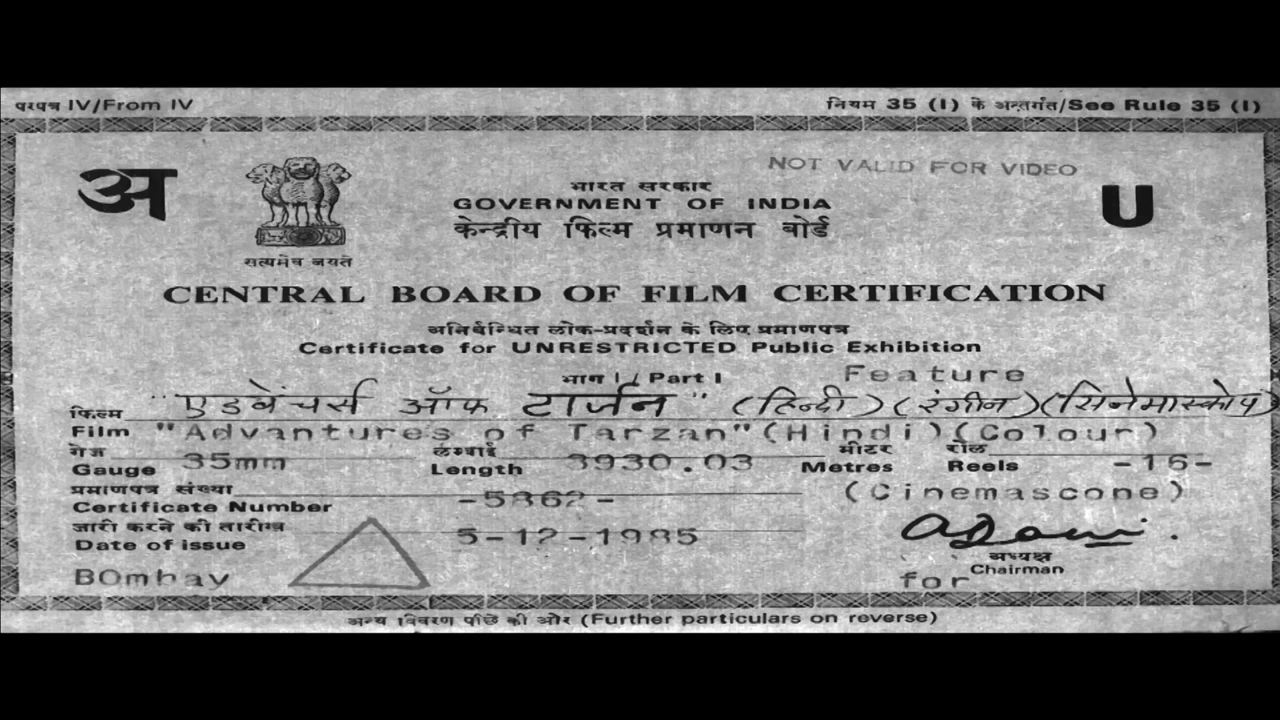 परपत्र IV/From IV
नियम 35 (I) के अन्तर्गत/See Rule 35 (I)
अ
NOT VALID FOR VIDEO
U
भारत सरकार
GOVERNMENT OF INDIA
केन्द्रीय फिल्म प्रमाणन बोर्ड
सत्यमेव जयते
CENTRAL BOARD OF FILM CERTIFICATION
अनिर्बन्धित लोक-प्रदर्शन के लिए प्रमाणपत्र
Certificate for UNRESTRICTED Public Exhibition
भाग I / Part I Feature
फिल्म "एडवेंचर्स ऑफ टार्जन" (हिन्दी) (रंगीन) (सिनेमास्कोप)
Film "Advantures of Tarzan" (Hindi) (Colour)
गेज लम्बाई मीटर रील
Gauge 35mm Length 3930.03 Metres Reels -16-
प्रमाणपत्र संख्या
Certificate Number -5862- (Cinemascope)
जारी करने की तारीख
Date of issue 5-12-1985
अध्यक्ष
Chairman
Bombay for
अन्य विवरण पीछे की ओर (Further particulars on reverse)